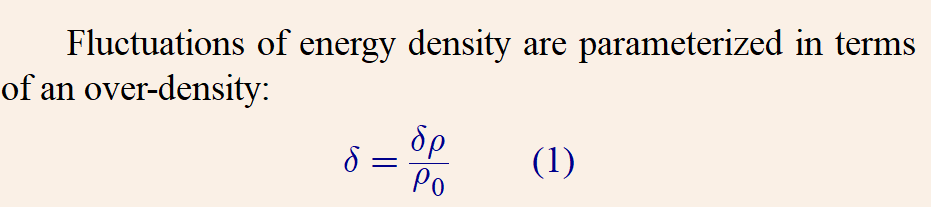 Fluctuations of energy density are parameterized in terms
of an over-density:
δ = δρ/ρ₀ (1)